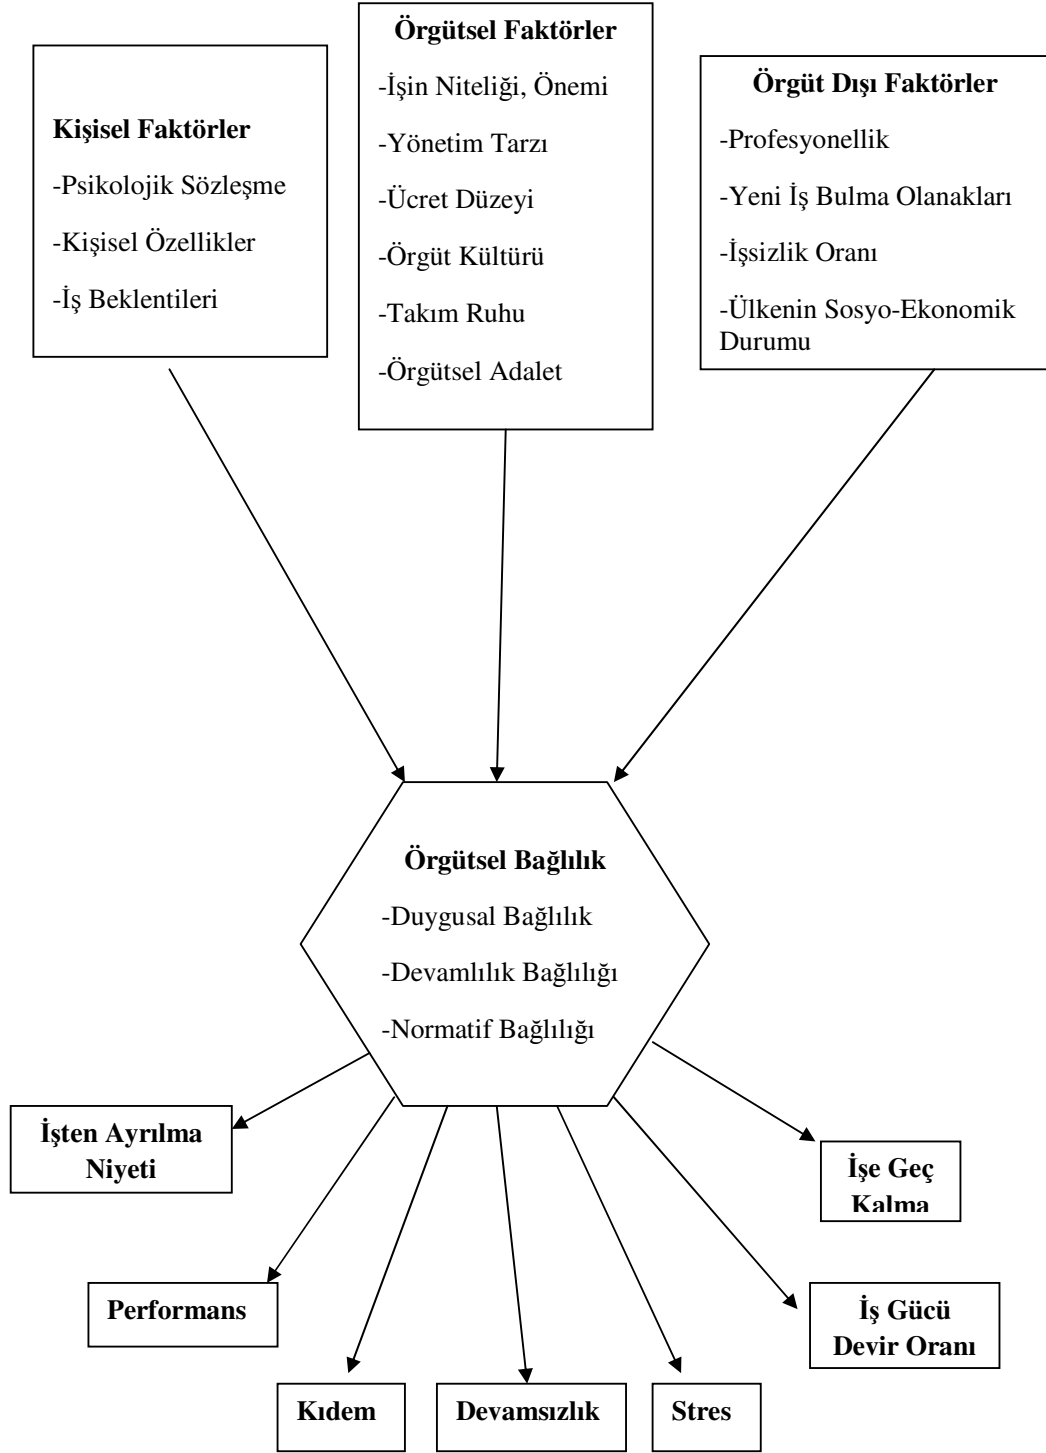 Kişisel Faktörler
-Psikolojik Sözleşme
-Kişisel Özellikler
-İş Beklentileri
Örgütsel Faktörler
-İşin Niteliği, Önemi
-Yönetim Tarzı
-Ücret Düzeyi
-Örgüt Kültürü
-Takım Ruhu
-Örgütsel Adalet
Örgüt Dışı Faktörler
-Profesyonellik
-Yeni İş Bulma Olanakları
-İşsizlik Oranı
-Ülkenin Sosyo-Ekonomik
Durumu
Örgütsel Bağlılık
-Duygusal Bağlılık
-Devamlılık Bağlılığı
-Normatif Bağlılığı
İşten Ayrılma
Niyeti
Performans
Kıdem
Devamsızlık
Stres
İş Gücü
Devir Oranı
İşe Geç
Kalma